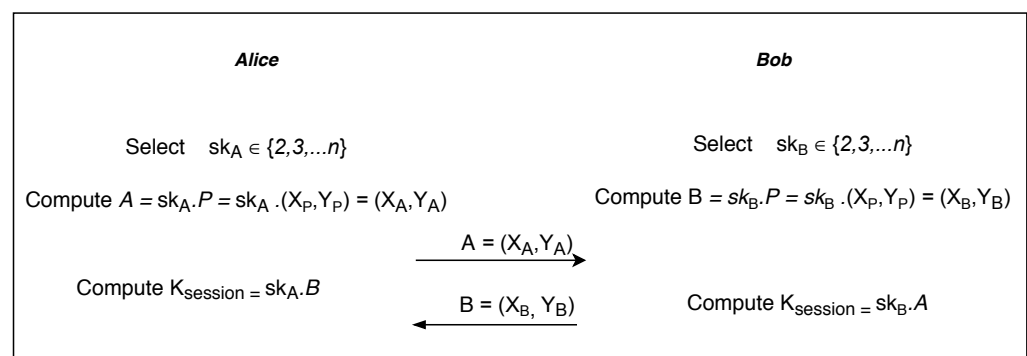 Alice
Bob
Select sk_A ∈ {2,3,...n}
Select sk_B ∈ {2,3,...n}
Compute A = sk_A.P = sk_A .(X_P,Y_P) = (X_A,Y_A)
Compute B = sk_B.P = sk_B .(X_P,Y_P) = (X_B,Y_B)
A = (X_A,Y_A)
Compute K_session = sk_A.B
B = (X_B, Y_B)
Compute K_session = sk_B.A